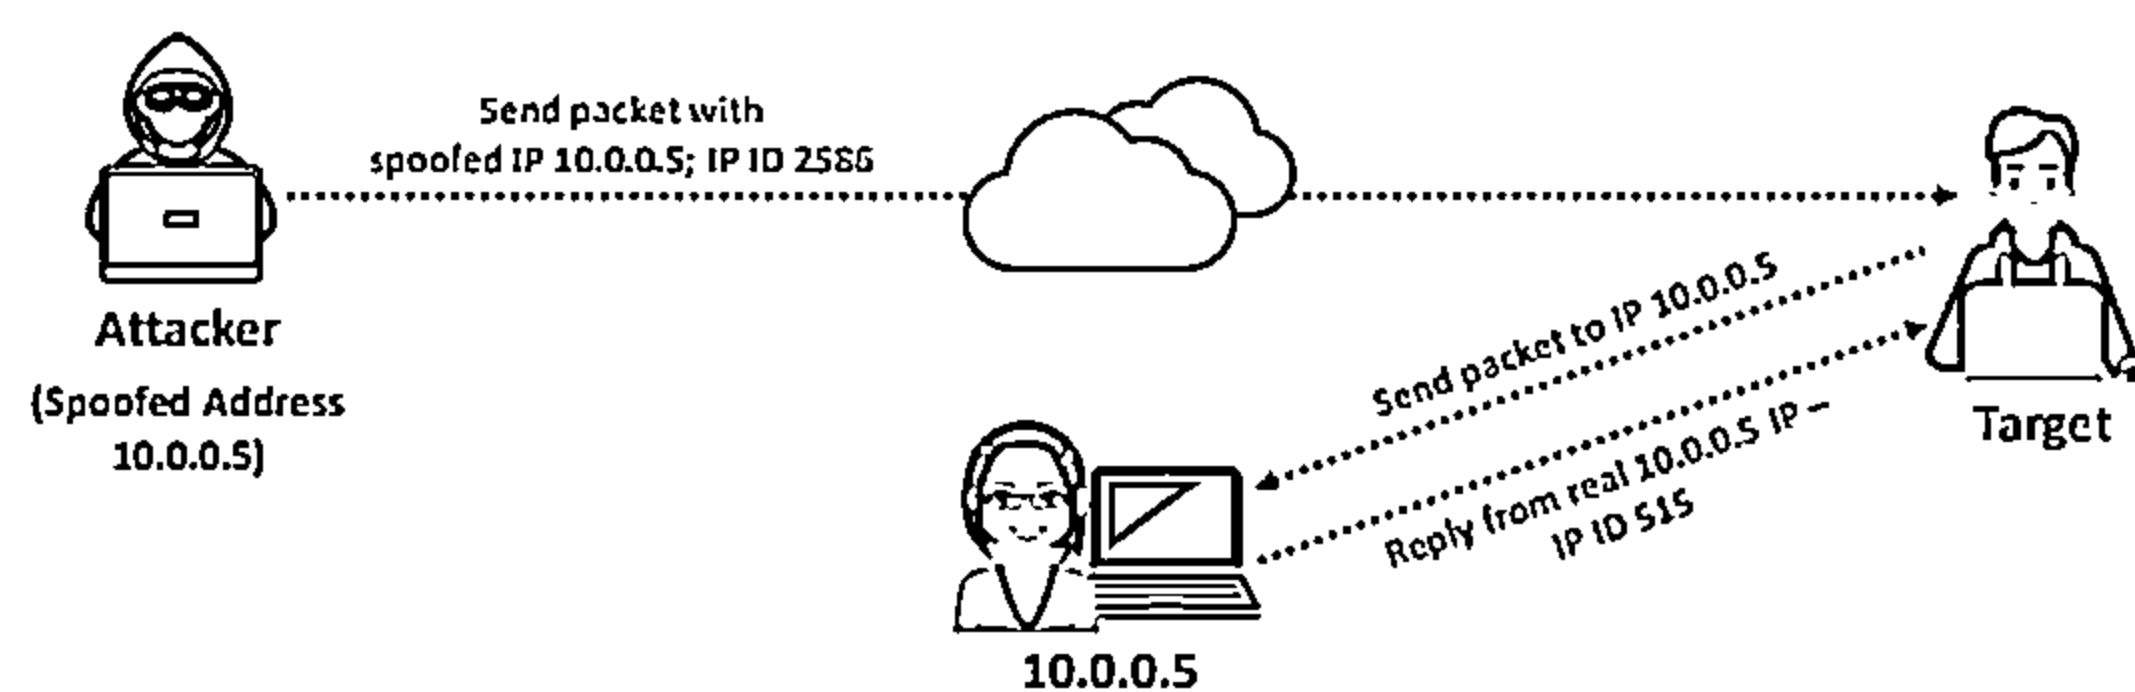 Send packet with
spoofed IP 10.0.0.5; IP ID 2586
Attacker
(Spoofed Address
10.0.0.5)
Send packet to IP 10.0.0.5
Reply from real 10.0.0.5 IP –
IP ID 515
Target
10.0.0.5